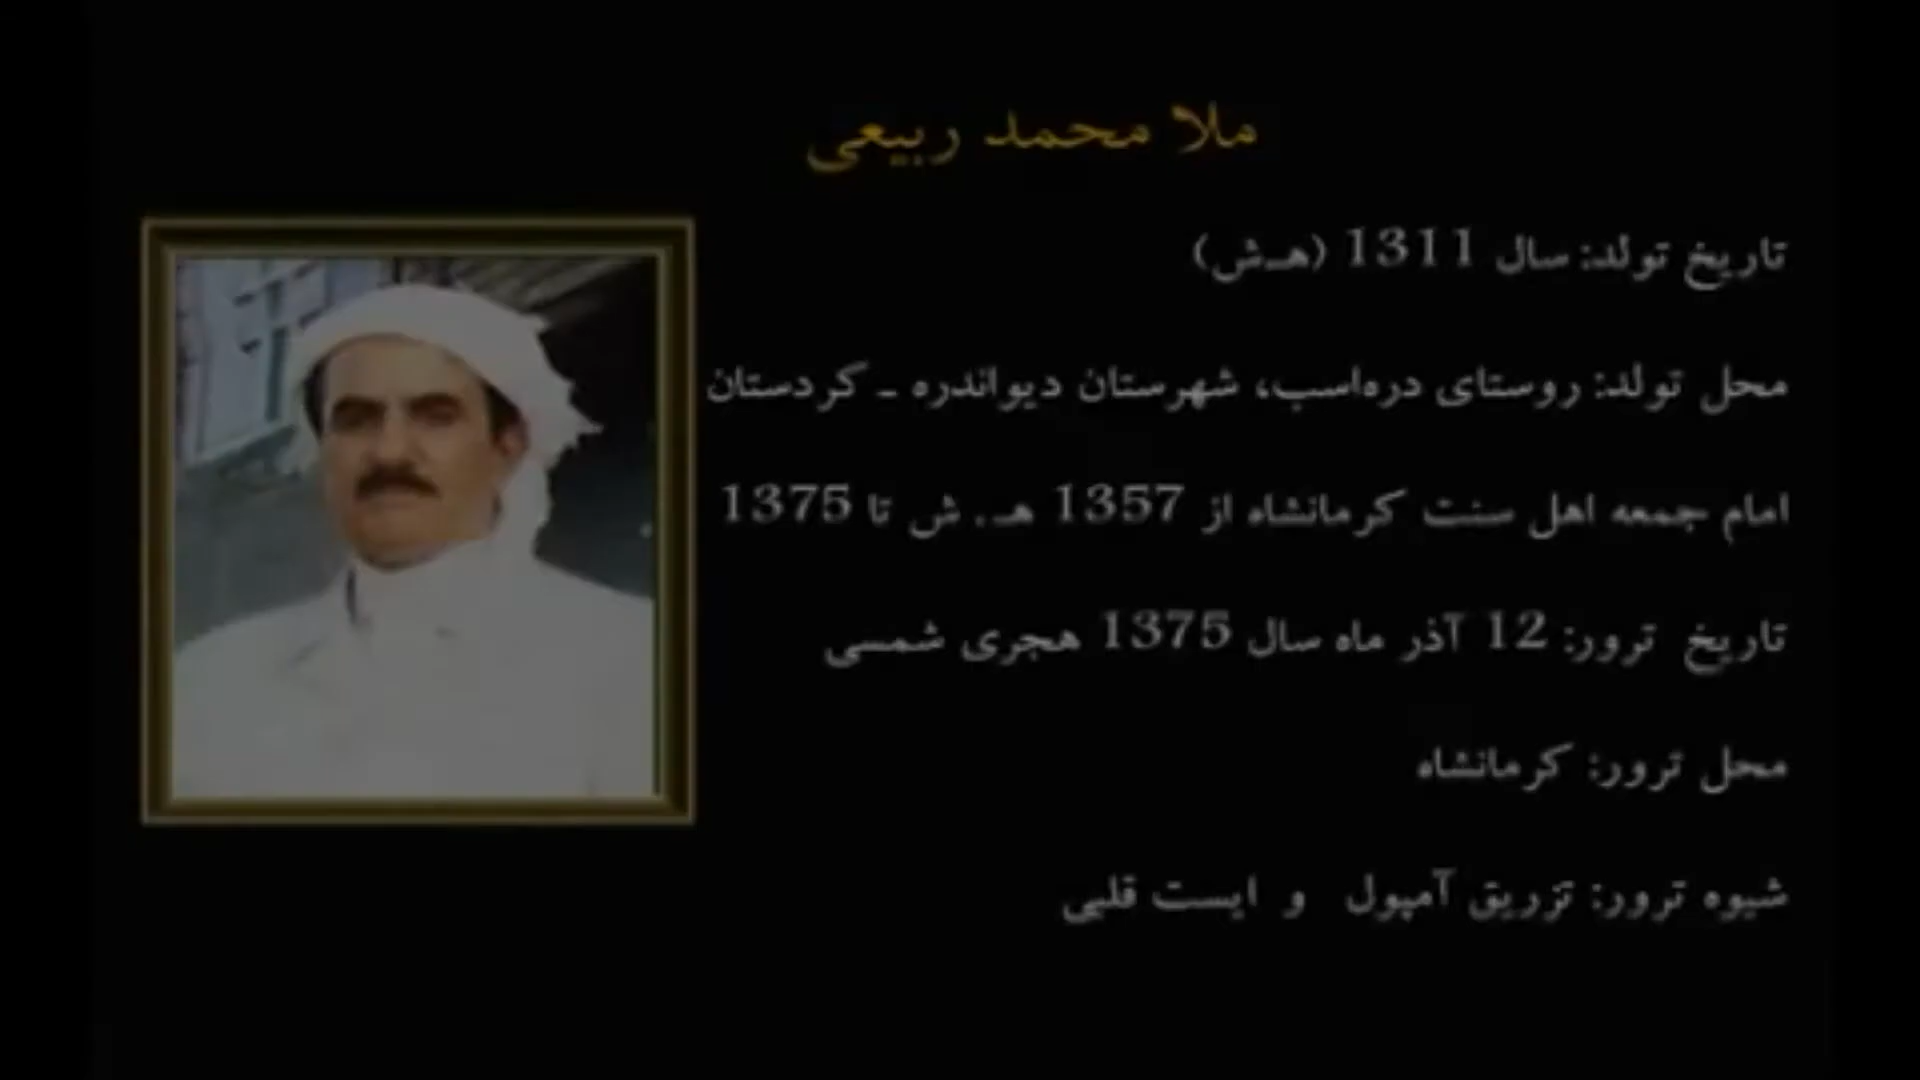 ملا محمد ربیعی
تاریخ تولد: سال 1311 (هـ‌ش)
محل تولد: روستای دره‌اسب، شهرستان دیواندره - کردستان
امام جمعه اهل سنت کرمانشاه از 1357 هـ . ش تا 1375
تاریخ ترور: 12 آذر ماه سال 1375 هجری شمسی
محل ترور: کرمانشاه
شیوه ترور: تزریق آمپول و ایست قلبی